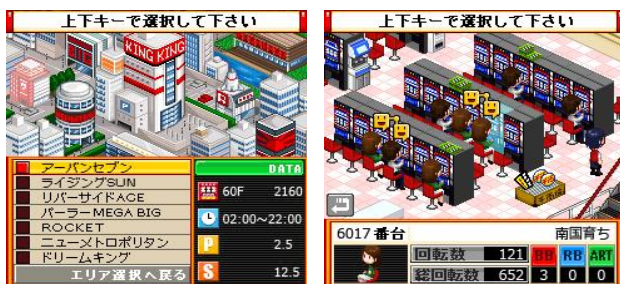 上下キーで選択して下さい
KING KING
アーバンセブン
ライジングSUN
リバーサイドACE
パーラーMEGA BIG
ROCKET
ニューメトロポリタン
ドリームキング
エリア選択へ戻る
DATA
60F 2160
02:00~22:00
P 2.5
S 12.5
上下キーで選択して下さい
6017番台 南国育ち
回転数 121 BB RB ART
総回転数 652 3 0 0